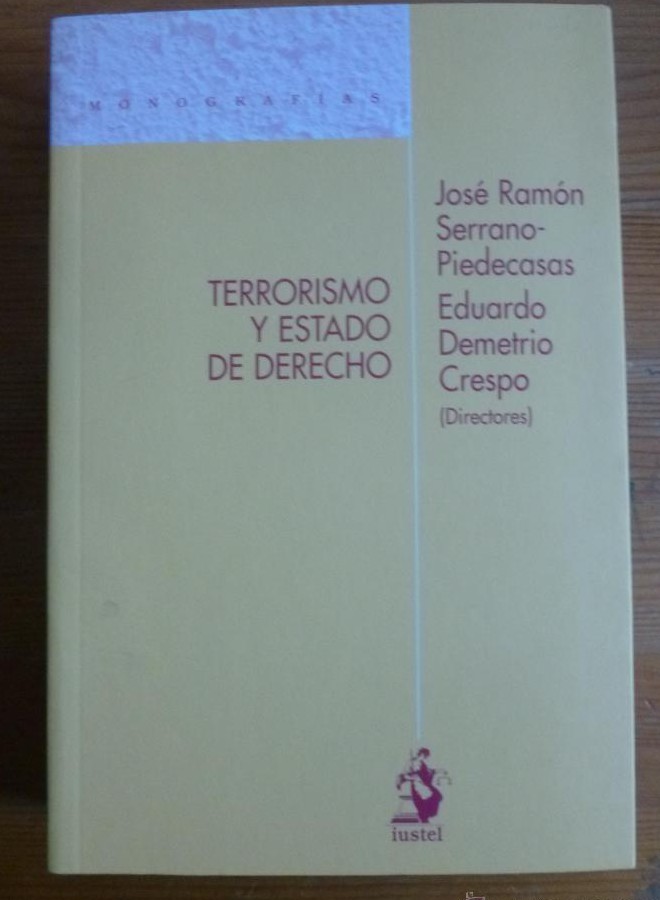 MONOGRAFÍAS
TERRORISMO
Y ESTADO
DE DERECHO
José Ramón
Serrano-
Piedecasas
Eduardo
Demetrio
Crespo
(Directores)
iustel